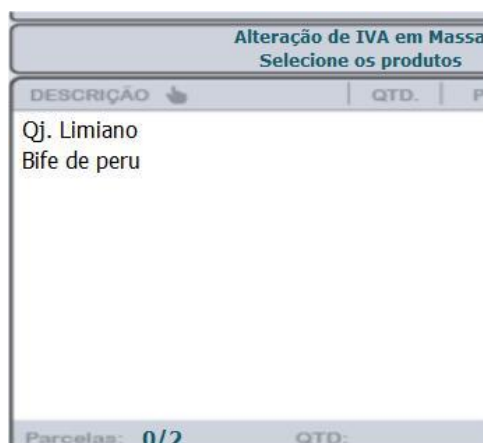 Alteração de IVA em Massa
Selecione os produtos
DESCRIÇÃO QTD. P
Qj. Limiano
Bife de peru
Parcelas: 0/2 QTD: